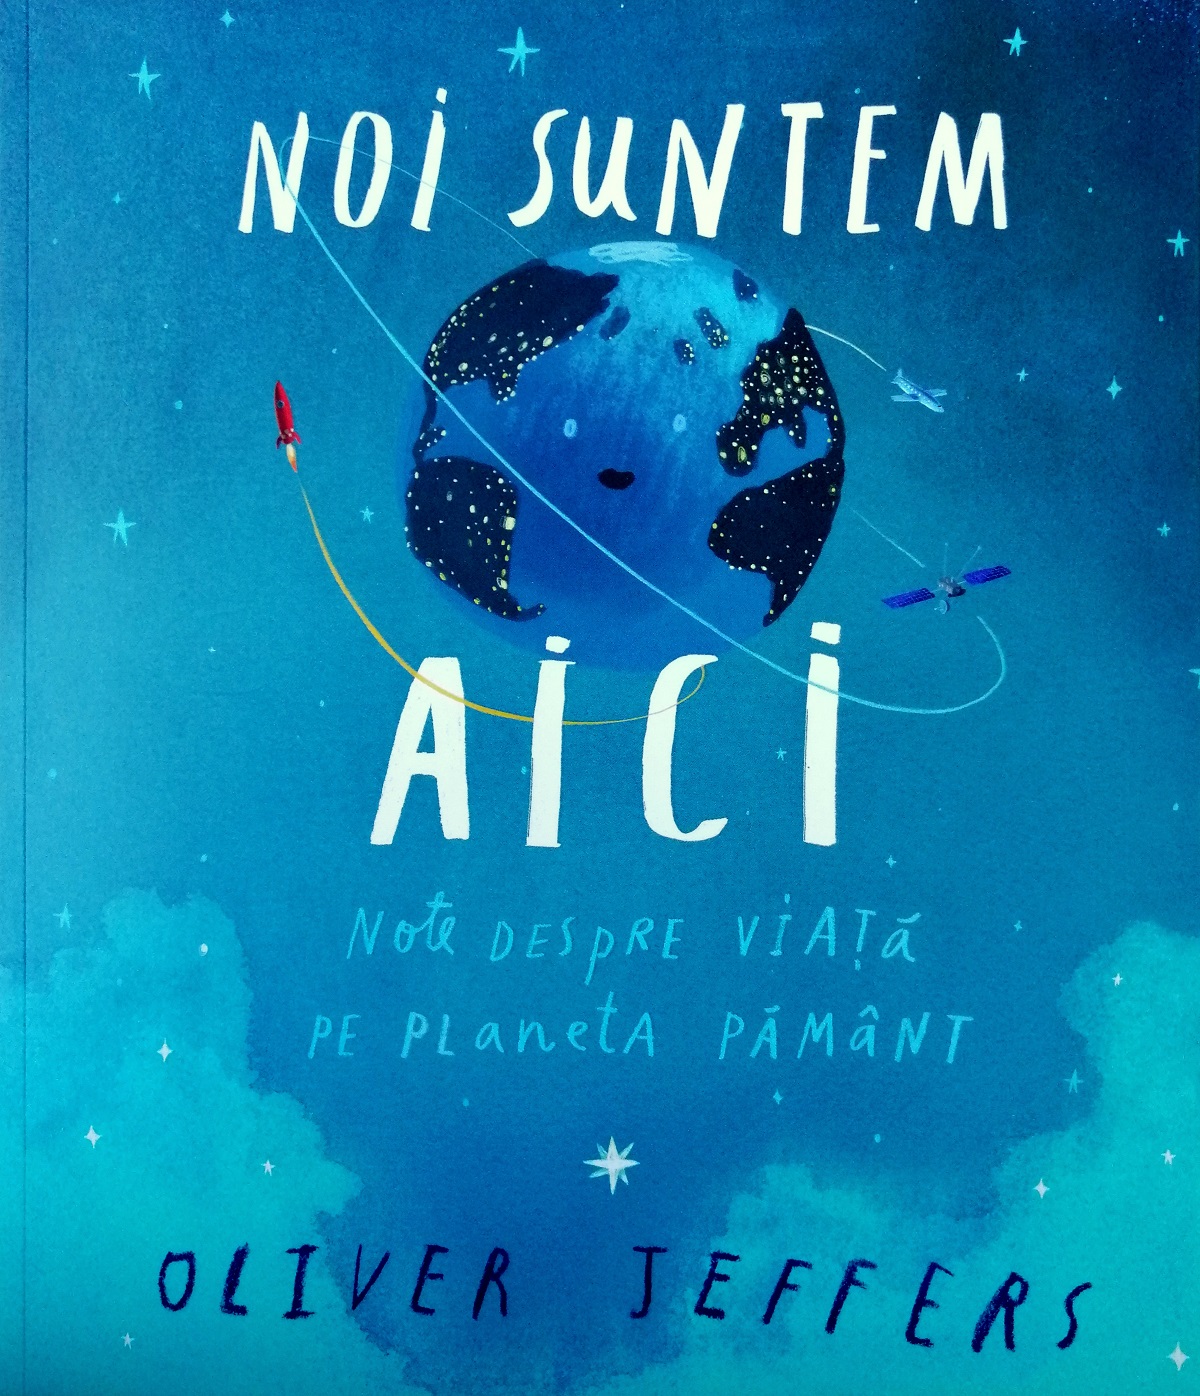 NOI SUNTEM
AICI
Note DESPRE VIAȚĂ
PE PLANETA PĂMÂNT
OLIVER JEFFERS